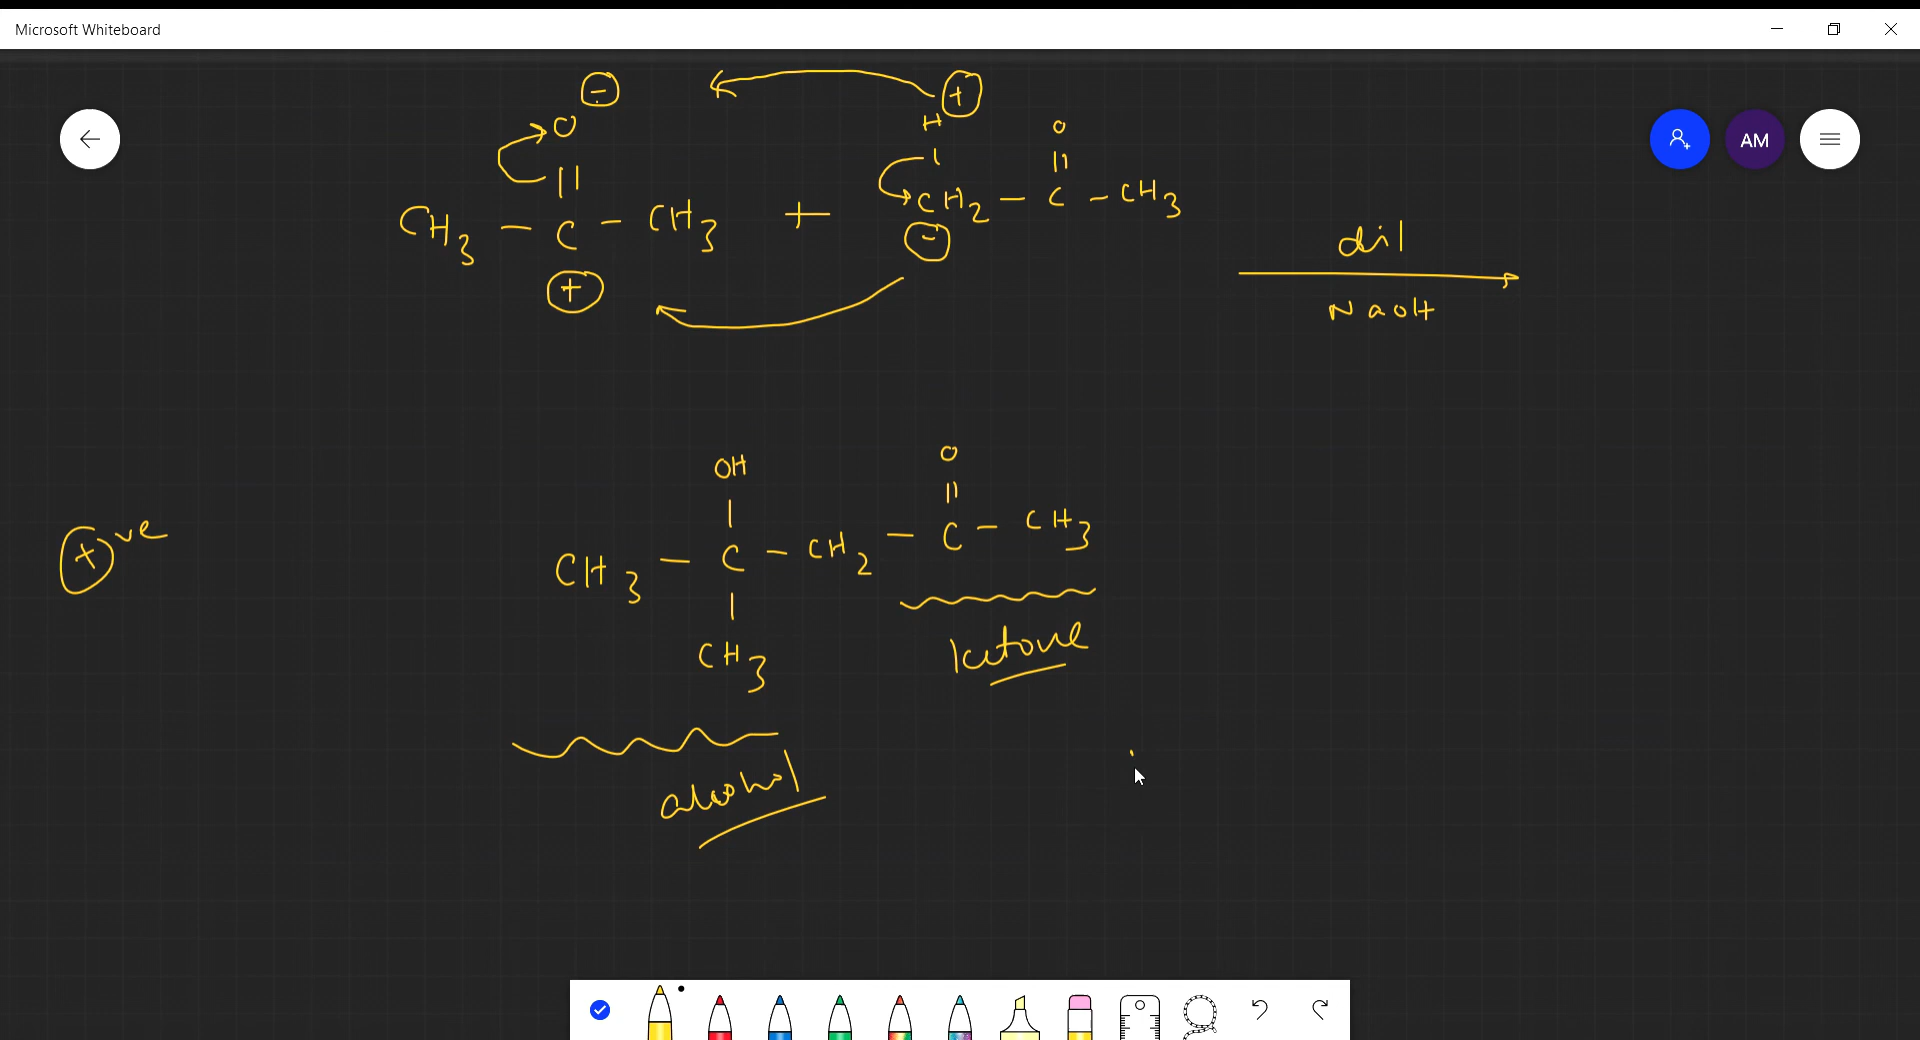 Microsoft Whiteboard
AM
O -
||
CH3 - C - CH3
+
+
H O
| ||
CH2 - C - CH3
-
dil
NaOH
+ve
OH O
| ||
CH3 - C - CH2 - C - CH3
|
CH3
ketone
alcohol